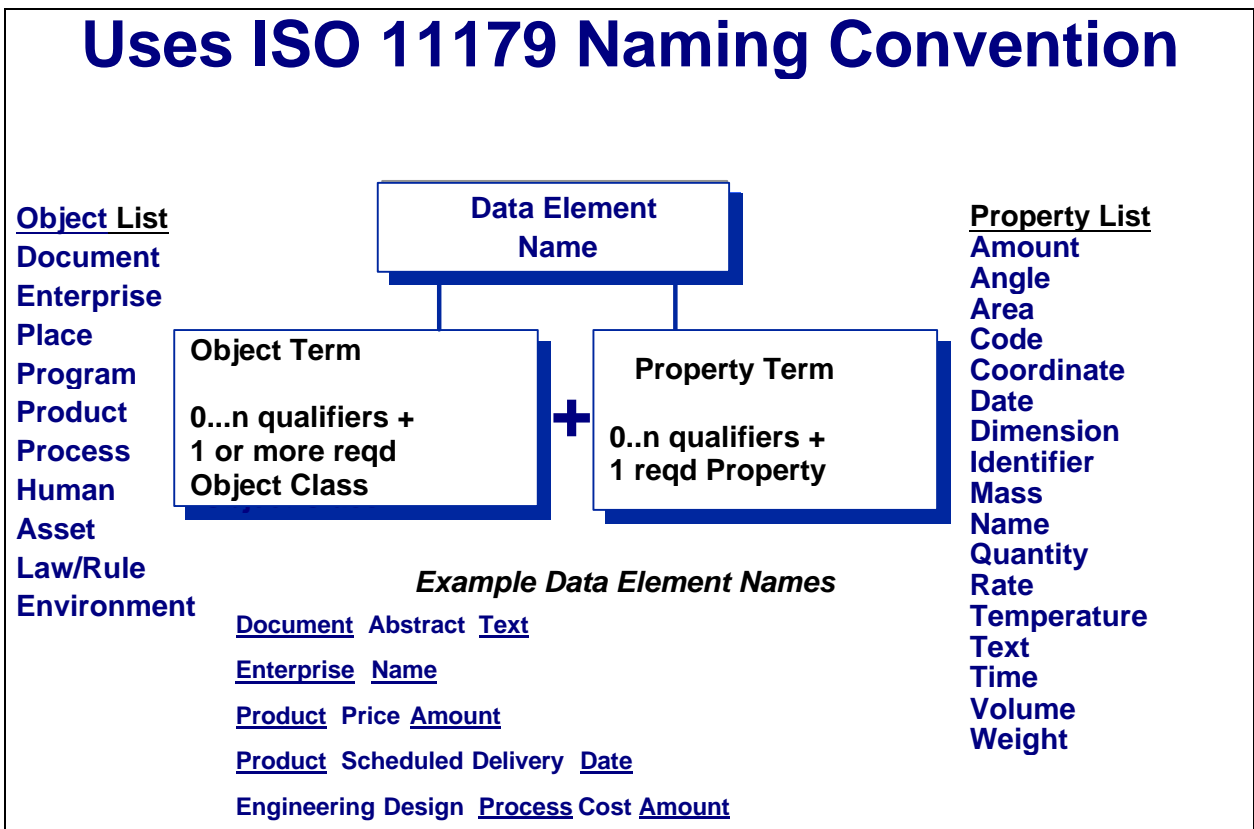 Uses ISO 11179 Naming Convention
Data Element
Name
Object List
Document
Enterprise
Place
Program
Product
Process
Human
Asset
Law/Rule
Environment
Object Term
0...n qualifiers +
1 or more reqd
Object Class
+
Property Term
0..n qualifiers +
1 reqd Property
Property List
Amount
Angle
Area
Code
Coordinate
Date
Dimension
Identifier
Mass
Name
Quantity
Rate
Temperature
Text
Time
Volume
Weight
Example Data Element Names
Document Abstract Text
Enterprise Name
Product Price Amount
Product Scheduled Delivery Date
Engineering Design Process Cost Amount